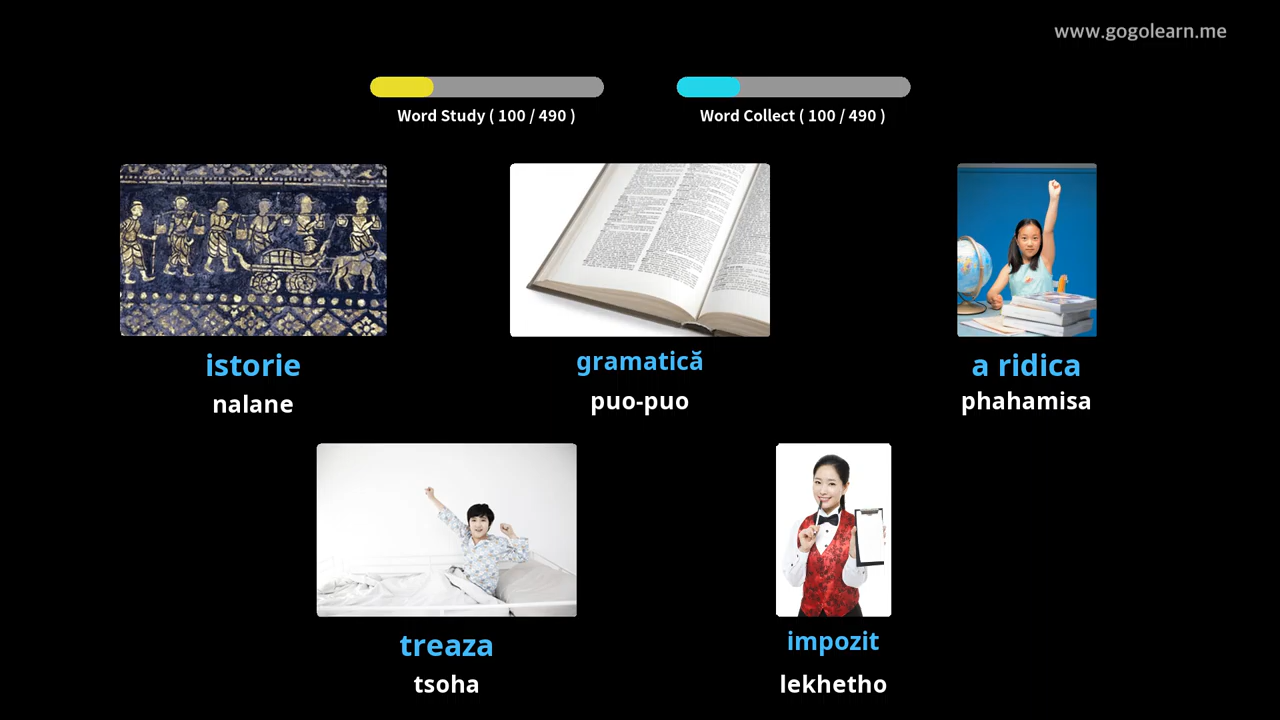 www.gogolearn.me
Word Study ( 100 / 490 )
Word Collect ( 100 / 490 )
istorie
nalane
gramatică
puo-puo
a ridica
phahamisa
treaza
tsoha
impozit
lekhetho